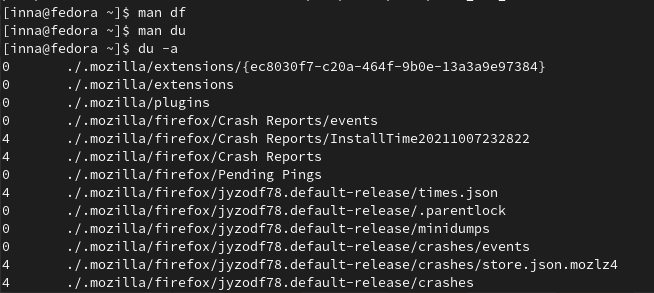 [inna@fedora ~]$ man df
[inna@fedora ~]$ man du
[inna@fedora ~]$ du -a
0 ./.mozilla/extensions/{ec8030f7-c20a-464f-9b0e-13a3a9e97384}
0 ./.mozilla/extensions
0 ./.mozilla/plugins
0 ./.mozilla/firefox/Crash Reports/events
4 ./.mozilla/firefox/Crash Reports/InstallTime20211007232822
4 ./.mozilla/firefox/Crash Reports
0 ./.mozilla/firefox/Pending Pings
4 ./.mozilla/firefox/jyzodf78.default-release/times.json
0 ./.mozilla/firefox/jyzodf78.default-release/.parentlock
0 ./.mozilla/firefox/jyzodf78.default-release/minidumps
0 ./.mozilla/firefox/jyzodf78.default-release/crashes/events
4 ./.mozilla/firefox/jyzodf78.default-release/crashes/store.json.mozlz4
4 ./.mozilla/firefox/jyzodf78.default-release/crashes